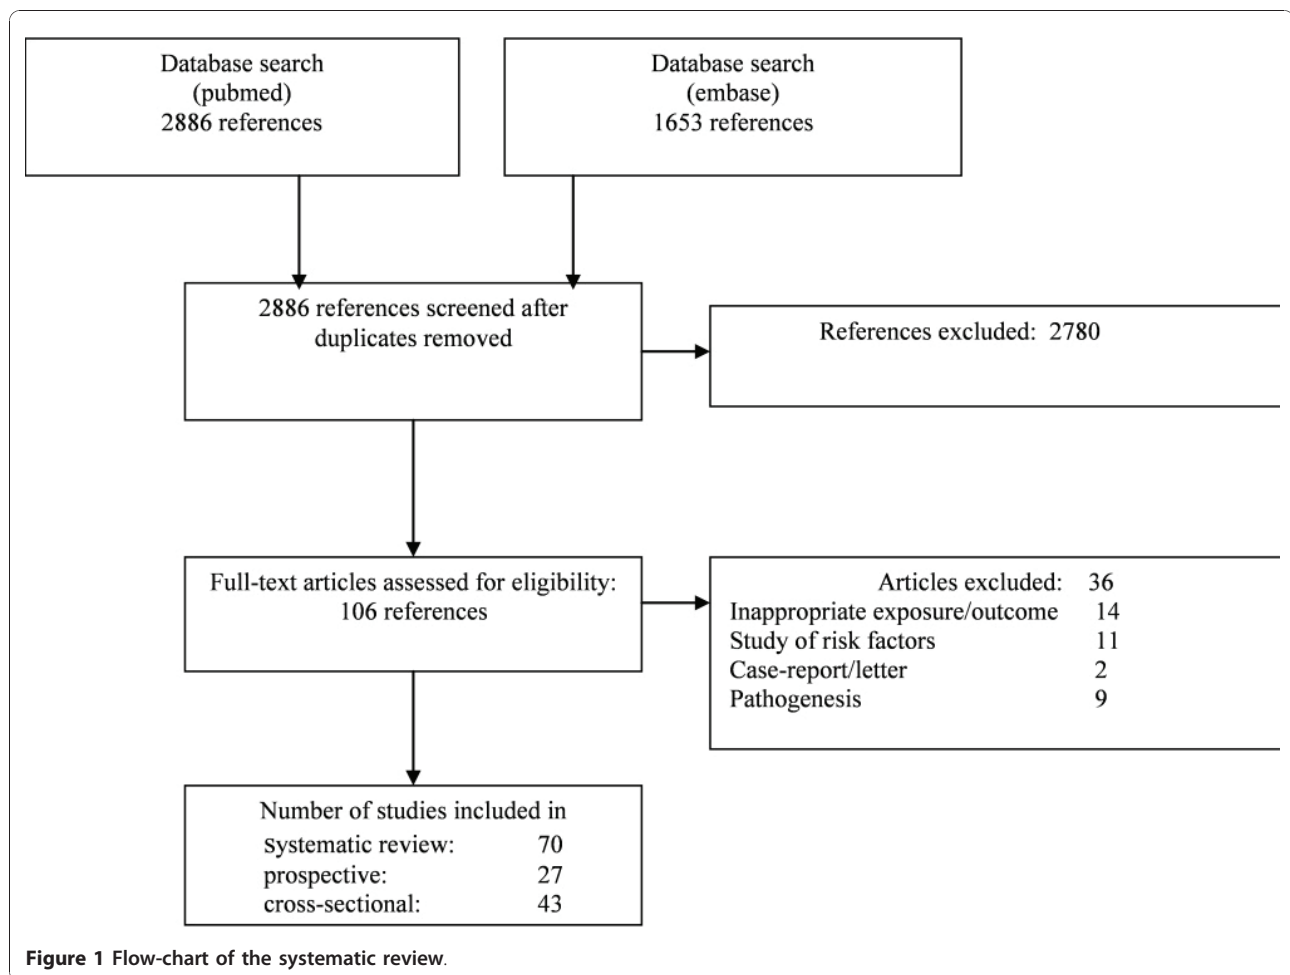 Database search
(pubmed)
2886 references
Database search
(embase)
1653 references
2886 references screened after
duplicates removed
References excluded: 2780
Full-text articles assessed for eligibility:
106 references
Articles excluded: 36
Inappropriate exposure/outcome 14
Study of risk factors 11
Case-report/letter 2
Pathogenesis 9
Number of studies included in
systematic review: 70
prospective: 27
cross-sectional: 43
Figure 1 Flow-chart of the systematic review.